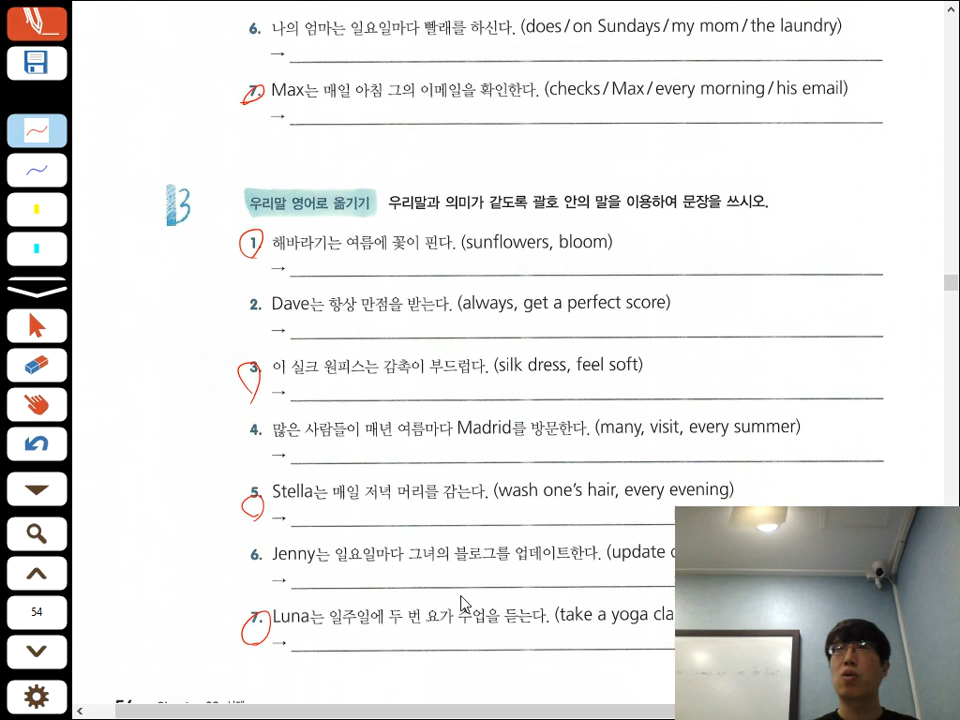 6. 나의 엄마는 일요일마다 빨래를 하신다. (does / on Sundays / my mom / the laundry)
→
7. Max는 매일 아침 그의 이메일을 확인한다. (checks / Max / every morning / his email)
→
B 우리말 영어로 옮기기 우리말과 의미가 같도록 괄호 안의 말을 이용하여 문장을 쓰시오.
1. 해바라기는 여름에 꽃이 핀다. (sunflowers, bloom)
→
2. Dave는 항상 만점을 받는다. (always, get a perfect score)
→
3. 이 실크 원피스는 감촉이 부드럽다. (silk dress, feel soft)
→
4. 많은 사람들이 매년 여름마다 Madrid를 방문한다. (many, visit, every summer)
→
5. Stella는 매일 저녁 머리를 감는다. (wash one's hair, every evening)
→
6. Jenny는 일요일마다 그녀의 블로그를 업데이트한다. (update
→
54
7. Luna는 일주일에 두 번 요가 수업을 듣는다. (take a yoga cla
→